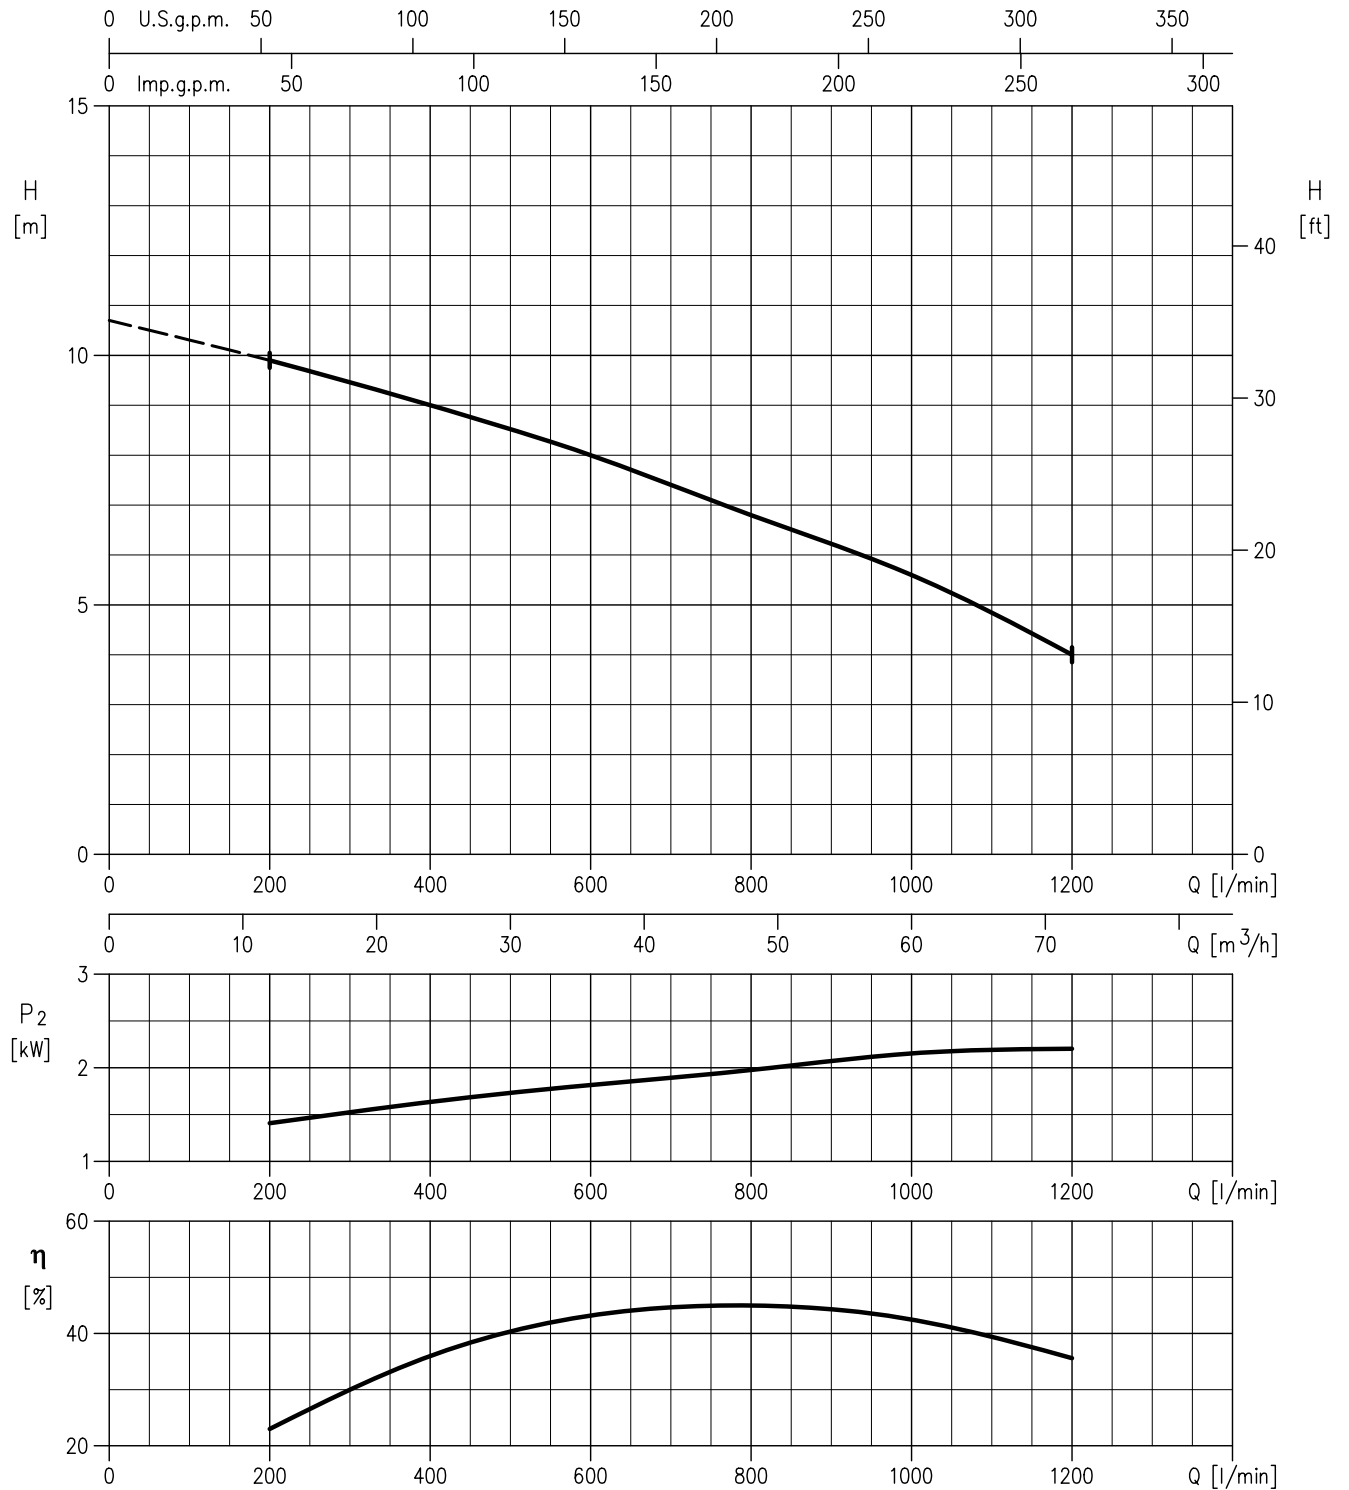 0 U.S.g.p.m. 50 100 150 200 250 300 350
0 Imp.g.p.m. 50 100 150 200 250 300
15
H
[m]
10
5
0
H
[ft]
40
30
20
10
0
0 200 400 600 800 1000 1200 Q [l/min]
0 10 20 30 40 50 60 70 Q [m³/h]
3
P₂
[kW]
2
1
0 200 400 600 800 1000 1200 Q [l/min]
60
η
[%]
40
20
0 200 400 600 800 1000 1200 Q [l/min]